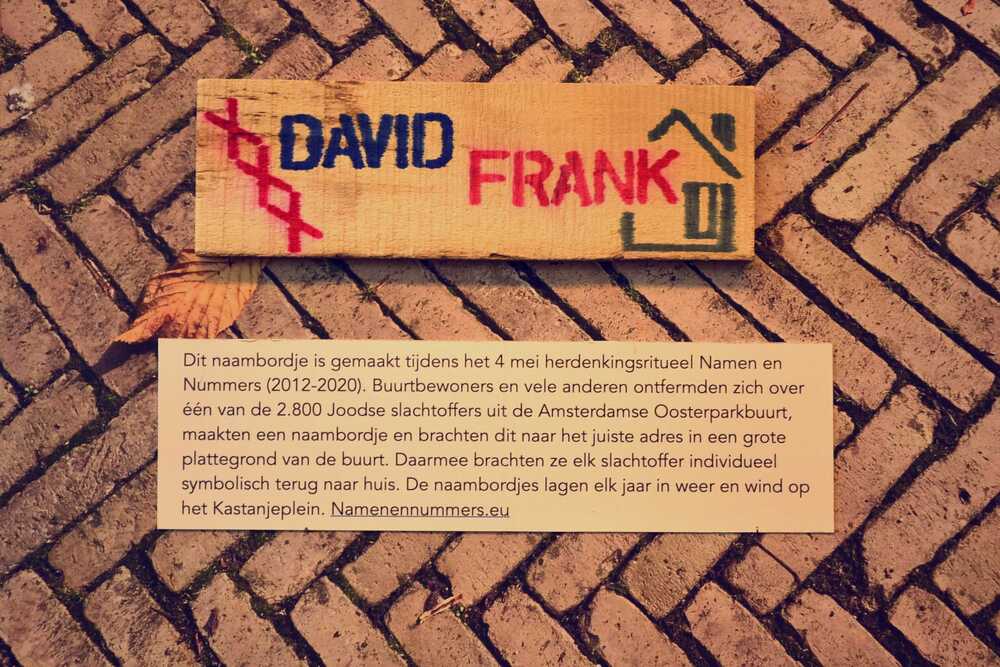 DAVID
FRANK
Dit naambordje is gemaakt tijdens het 4 mei herdenkingsritueel Namen en
Nummers (2012-2020). Buurtbewoners en vele anderen ontfermden zich over
één van de 2.800 Joodse slachtoffers uit de Amsterdamse Oosterparkbuurt,
maakten een naambordje en brachten dit naar het juiste adres in een grote
plattegrond van de buurt. Daarmee brachten ze elk slachtoffer individueel
symbolisch terug naar huis. De naambordjes lagen elk jaar in weer en wind op
het Kastanjeplein. Namenennummers.eu